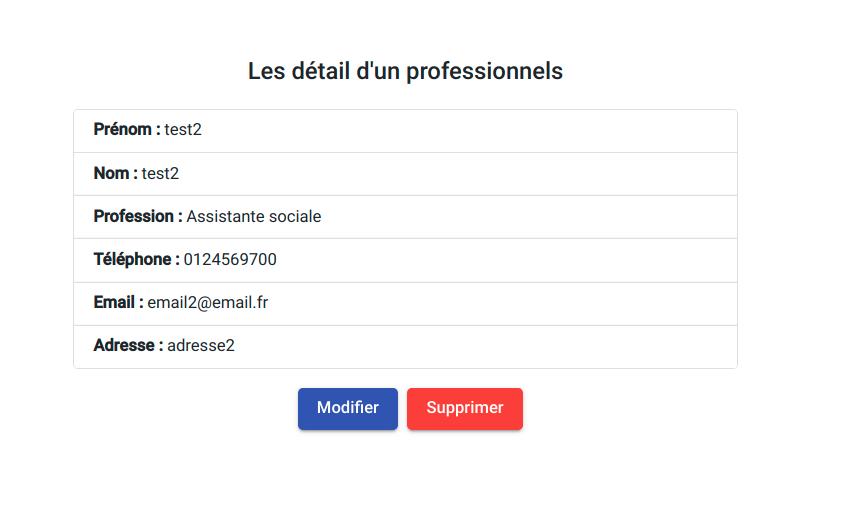 Les détail d'un professionnels
Prénom : test2
Nom : test2
Profession : Assistante sociale
Téléphone : 0124569700
Email : email2@email.fr
Adresse : adresse2
Modifier Supprimer